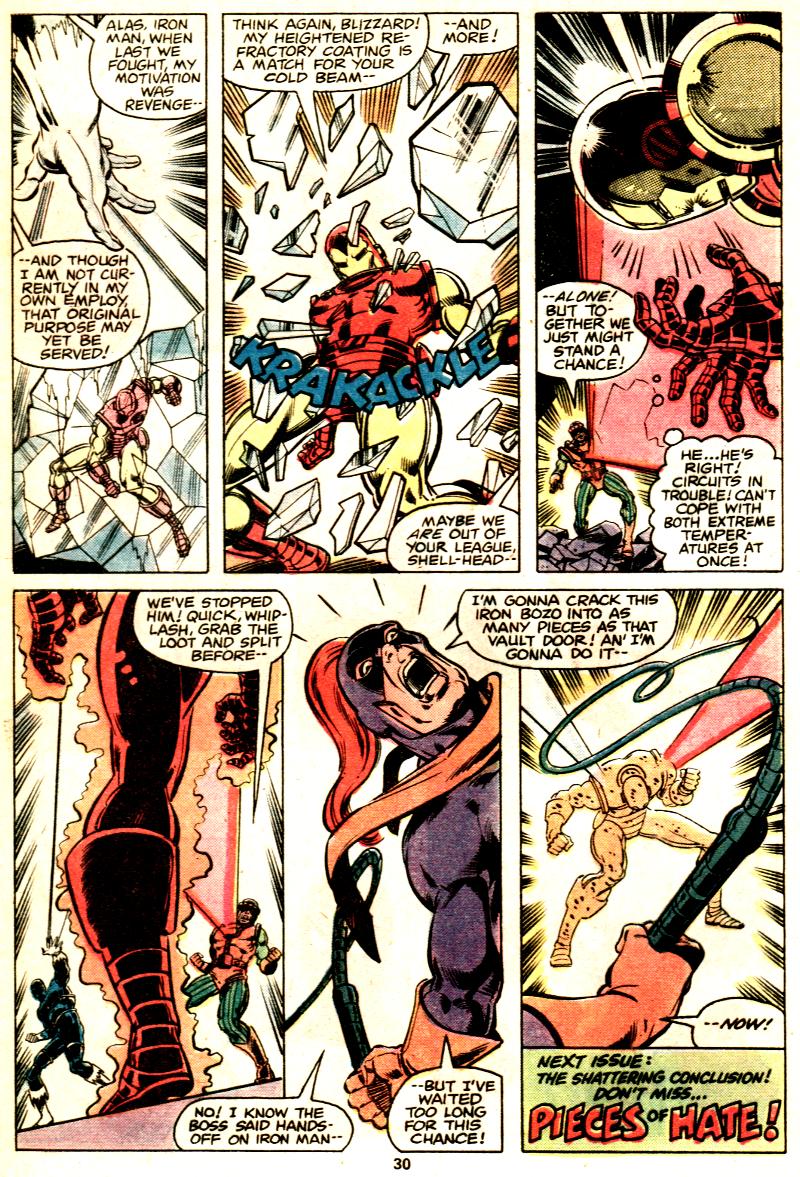 ALAS, IRON
MAN, WHEN
LAST WE
FOUGHT, MY
MOTIVATION
WAS
REVENGE--
--AND THOUGH
I AM NOT CUR-
RENTLY IN MY
OWN EMPLOY,
THAT ORIGINAL
PURPOSE MAY
YET BE
SERVED!
THINK AGAIN, BLIZZARD!
MY HEIGHTENED RE-
FRACTORY COATING IS
A MATCH FOR YOUR
COLD BEAM--
--AND
MORE!
KRAKACKLE
MAYBE WE
ARE OUT OF
YOUR LEAGUE,
SHELL-HEAD--
--ALONE!
BUT TO-
GETHER WE
JUST MIGHT
STAND A
CHANCE!
HE...HE'S
RIGHT!
CIRCUITS IN
TROUBLE! CAN'T
COPE WITH
BOTH EXTREME
TEMPER-
ATURES AT
ONCE!
WE'VE STOPPED
HIM! QUICK, WHIP-
LASH, GRAB THE
LOOT AND SPLIT
BEFORE--
NO! I KNOW THE
BOSS SAID HANDS-
OFF ON IRON MAN--
--BUT I'VE
WAITED
TOO LONG
FOR THIS
CHANCE!
I'M GONNA CRACK THIS
IRON BOZO INTO AS
MANY PIECES AS THAT
VAULT DOOR! AN' I'M
GONNA DO IT--
--NOW!
NEXT ISSUE:
THE SHATTERING CONCLUSION!
DON'T MISS...
PIECES OF HATE!
30